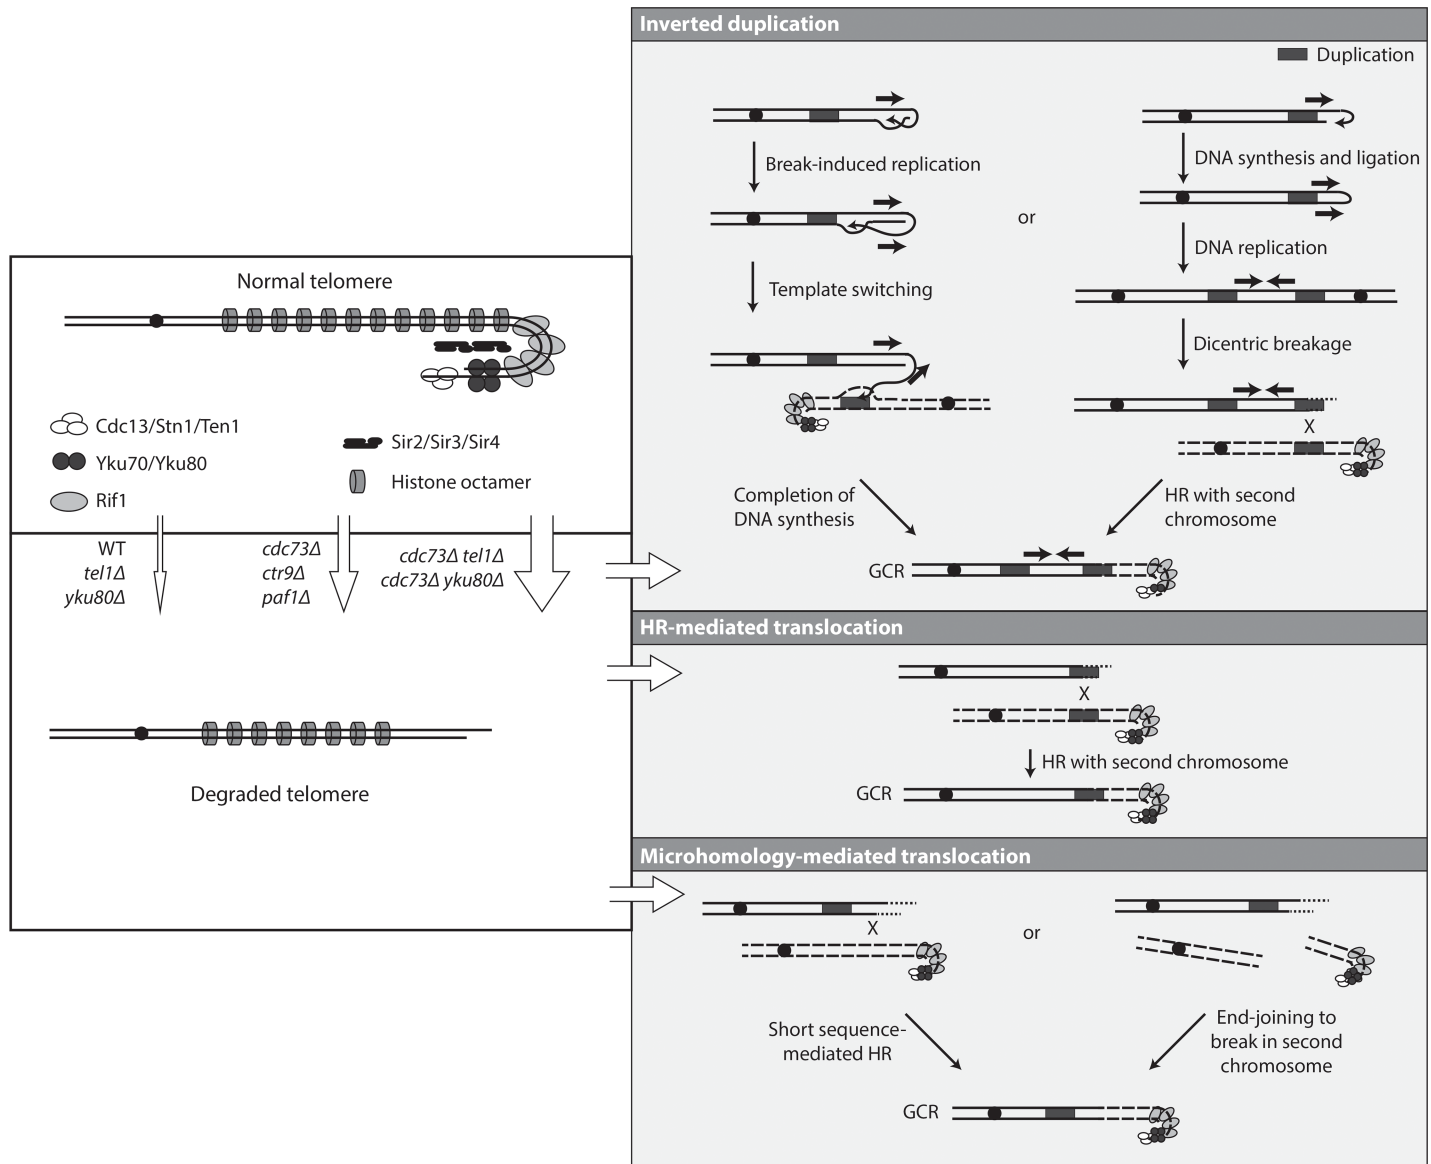 Inverted duplication
Duplication
Break-induced replication
Template switching
Completion of
DNA synthesis
or
DNA synthesis and ligation
DNA replication
Dicentric breakage
X
HR with second
chromosome
GCR
Normal telomere
Cdc13/Stn1/Ten1
Yku70/Yku80
Rif1
Sir2/Sir3/Sir4
Histone octamer
WT
tel1Δ
yku80Δ
cdc73Δ
ctr9Δ
paf1Δ
cdc73Δ tel1Δ
cdc73Δ yku80Δ
Degraded telomere
HR-mediated translocation
X
HR with second chromosome
GCR
Microhomology-mediated translocation
X
or
Short sequence-
mediated HR
End-joining to
break in second
chromosome
GCR